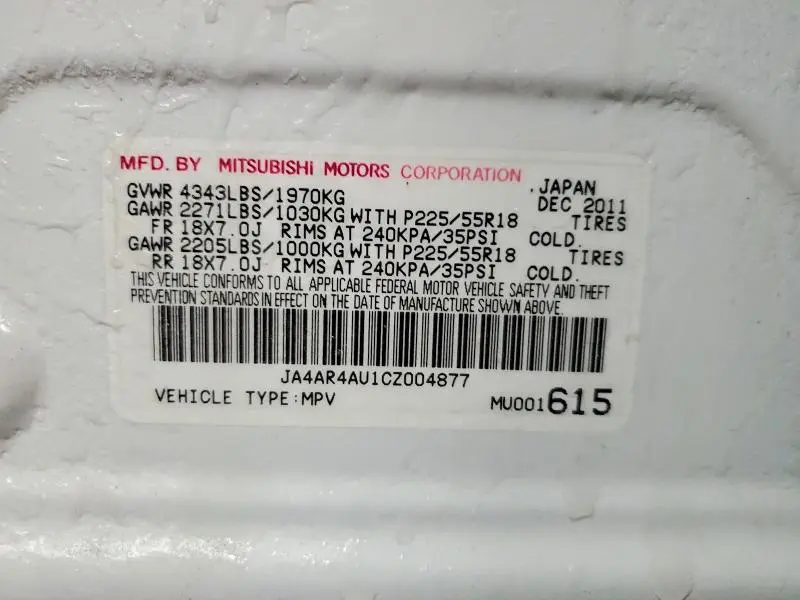 MFD. BY MITSUBISHI MOTORS CORPORATION , JAPAN
GVWR 4343LBS/1970KG DEC 2011
GAWR 2271LBS/1030KG WITH P225/55R18 TIRES
FR 18X7.0J RIMS AT 240KPA/35PSI COLD.
GAWR 2205LBS/1000KG WITH P225/55R18 TIRES
RR 18X7.0J RIMS AT 240KPA/35PSI COLD.
THIS VEHICLE CONFORMS TO ALL APPLICABLE FEDERAL MOTOR VEHICLE SAFETY AND THEFT
PREVENTION STANDARDS IN EFFECT ON THE DATE OF MANUFACTURE SHOWN ABOVE.
JA4AR4AU1CZ004877
VEHICLE TYPE:MPV MU001615